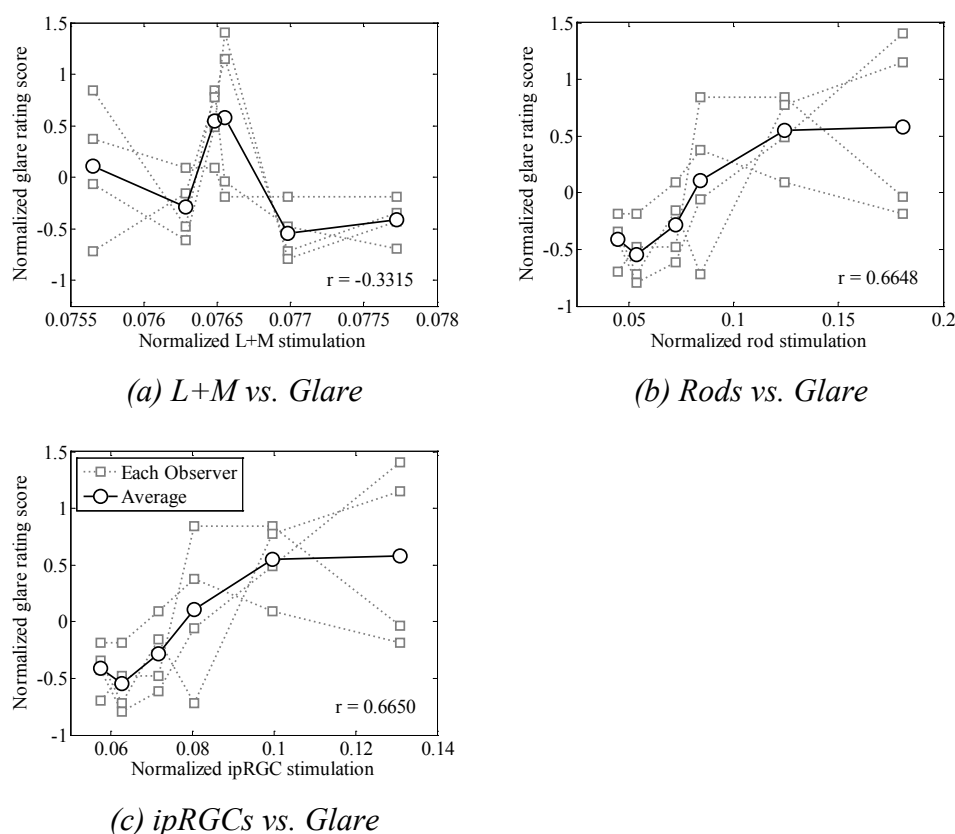 1.5
1
0.5
0
-0.5
-1
Normalized glare rating score
r = -0.3315
0.0755 0.076 0.0765 0.077 0.0775 0.078
Normalized L+M stimulation
(a) L+M vs. Glare
1.5
1
0.5
0
-0.5
-1
Normalized glare rating score
r = 0.6648
0.05 0.1 0.15 0.2
Normalized rod stimulation
(b) Rods vs. Glare
1.5
1
0.5
0
-0.5
-1
Normalized glare rating score
Each Observer
Average
r = 0.6650
0.06 0.08 0.1 0.12 0.14
Normalized ipRGC stimulation
(c) ipRGCs vs. Glare